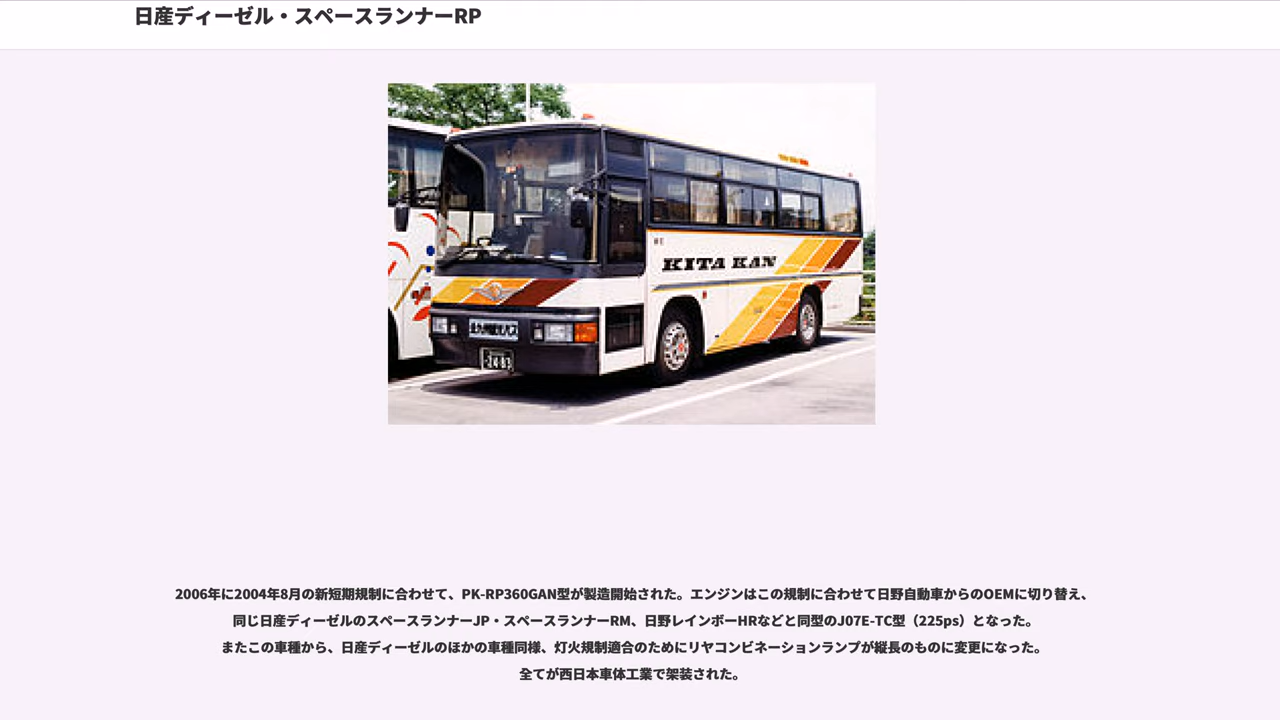 日産ディーゼル・スペースランナーRP
KITA KAN
北九州観光バス
・24-83
2006年に2004年8月の新短期規制に合わせて、PK-RP360GAN型が製造開始された。エンジンはこの規制に合わせて日野自動車からのOEMに切り替え、
同じ日産ディーゼルのスペースランナーJP・スペースランナーRM、日野レインボーHRなどと同型のJ07E-TC型（225ps）となった。
またこの車種から、日産ディーゼルのほかの車種同様、灯火規制適合のためにリヤコンビネーションランプが縦長のものに変更になった。
全てが西日本車体工業で架装された。